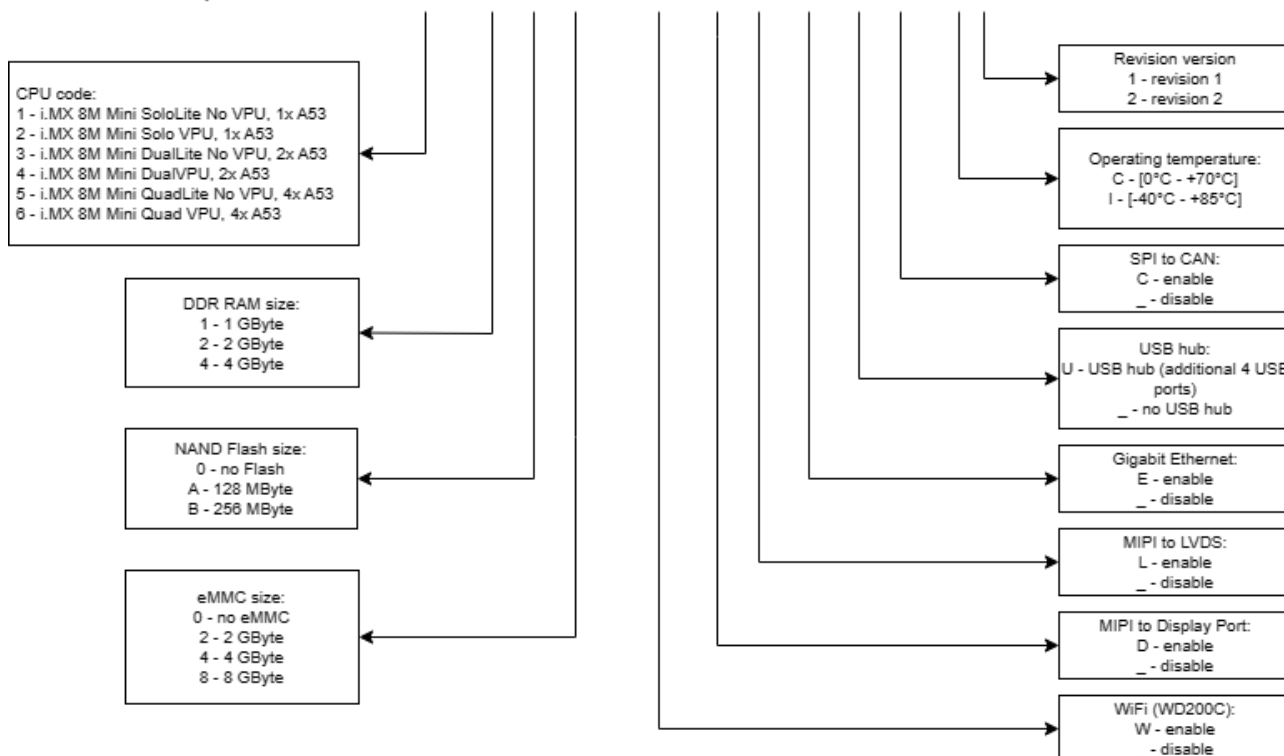 CPU code:
1 - i.MX 8M Mini SoloLite No VPU, 1x A53
2 - i.MX 8M Mini Solo VPU, 1x A53
3 - i.MX 8M Mini DualLite No VPU, 2x A53
4 - i.MX 8M Mini DualVPU, 2x A53
5 - i.MX 8M Mini QuadLite No VPU, 4x A53
6 - i.MX 8M Mini Quad VPU, 4x A53
DDR RAM size:
1 - 1 GByte
2 - 2 GByte
4 - 4 GByte
NAND Flash size:
0 - no Flash
A - 128 MByte
B - 256 MByte
eMMC size:
0 - no eMMC
2 - 2 GByte
4 - 4 GByte
8 - 8 GByte
Revision version
1 - revision 1
2 - revision 2
Operating temperature:
C - [0°C - +70°C]
I - [-40°C - +85°C]
SPI to CAN:
C - enable
_ - disable
USB hub:
U - USB hub (additional 4 USB
ports)
_ - no USB hub
Gigabit Ethernet:
E - enable
_ - disable
MIPI to LVDS:
L - enable
_ - disable
MIPI to Display Port:
D - enable
_ - disable
WiFi (WD200C):
W - enable
- disable